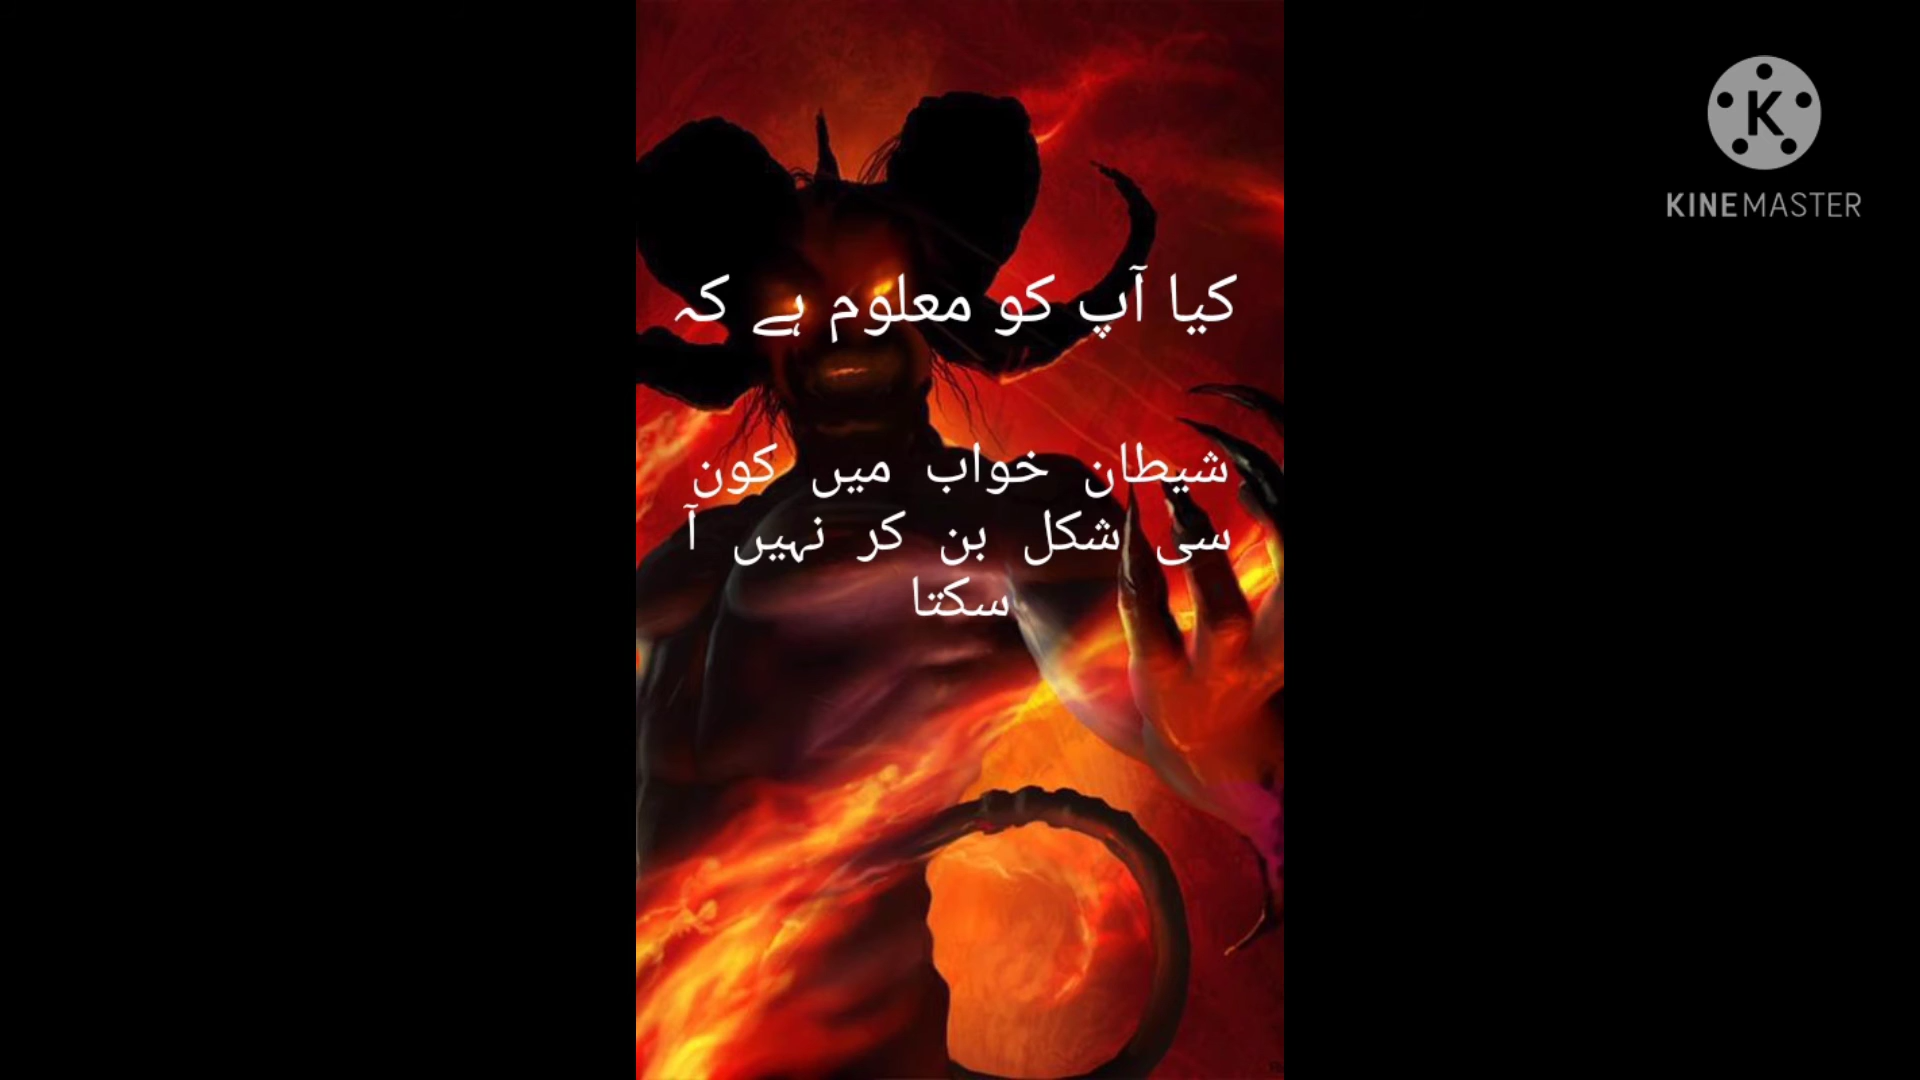 کیا آپ کو معلوم ہے کہ
شیطان خواب میں کون
سی شکل بن کر نہیں آ
سکتا
K
KINEMASTER